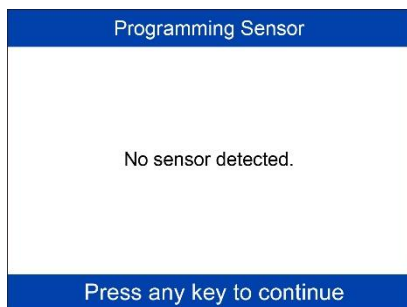 Programming Sensor
No sensor detected.
Press any key to continue